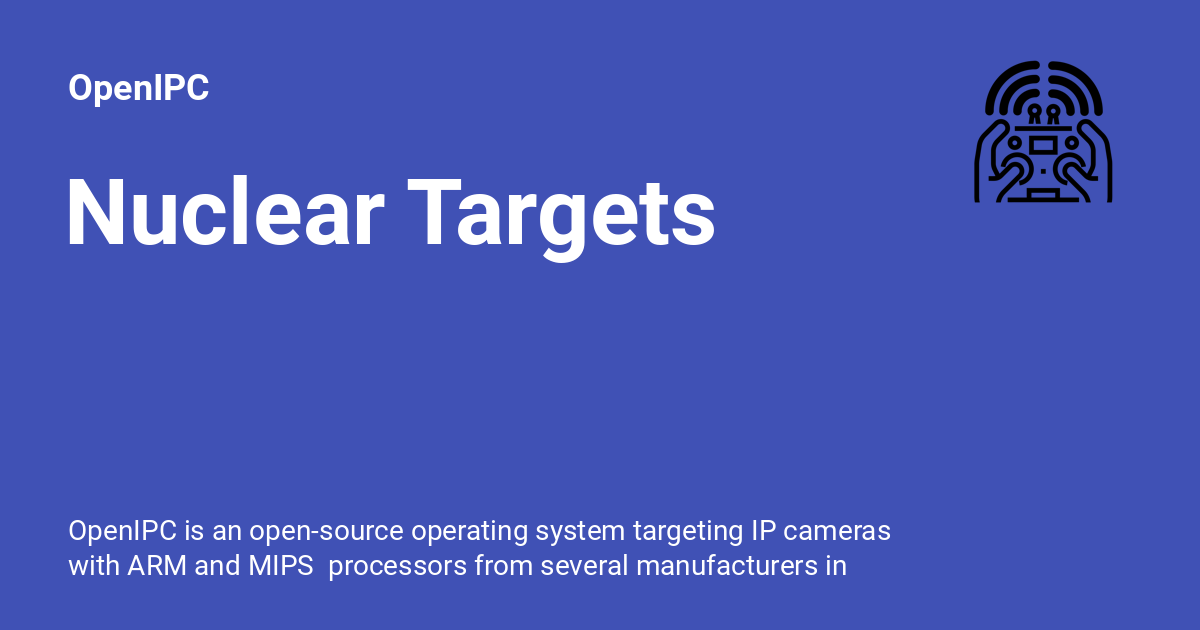 OpenIPC
Nuclear Targets
OpenIPC is an open-source operating system targeting IP cameras
with ARM and MIPS  processors from several manufacturers in